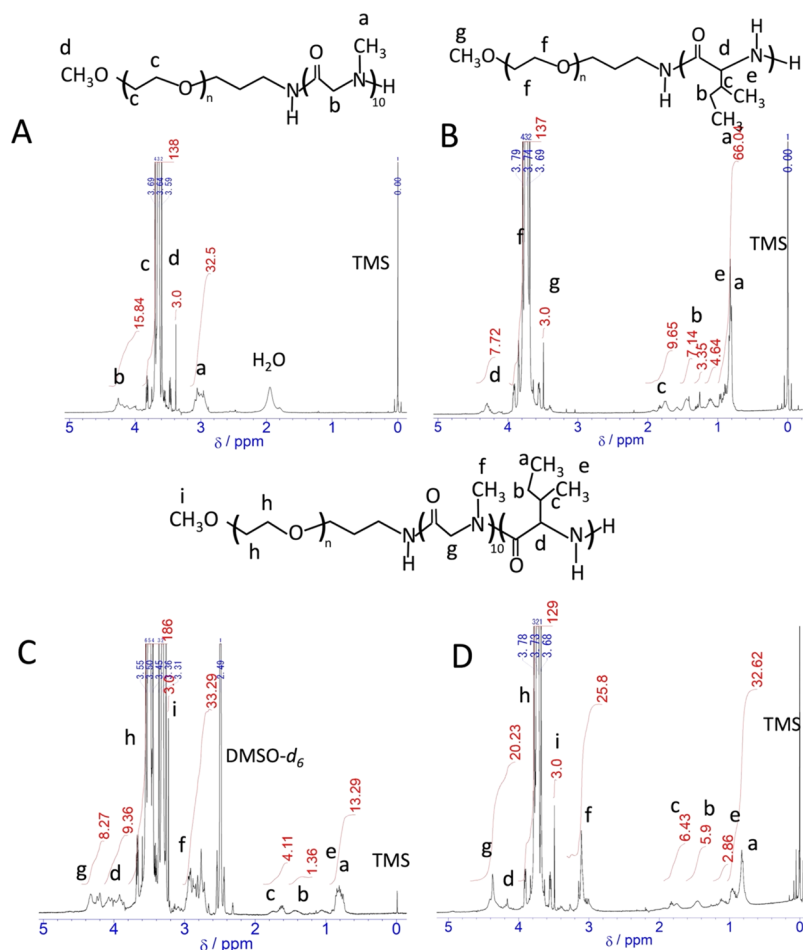 a
CH₃
d
c
O
CH₃O
O
n
N
H
N
H
10
c
b
A
138
3.69
3.64
3.59
c
d
32.5
3.0
15.84
b
a
H₂O
TMS
0.00
5 4 3 2 1 0
δ / ppm
H
g
f
O
d
N
H
CH₃O
O
n
N
H
e
b
c
CH₃
f
CH₃
a
B
137
3.79
3.74
3.69
f
g
3.0
7.72
d
66.04
TMS
0.00
e
a
b
9.65
7.14
3.35
4.64
c
5 4 3 2 1 0
δ / ppm
a
CH₃
f
e
i
CH₃
b
CH₃
h
O
c
CH₃O
O
n
N
H
N
10
H
h
g
O
d
N
H
C
186
3.55
3.50
3.45
3.36
3.31
3.0
2.49
33.29
i
h
DMSO-d₆
8.27
9.36
g
d
f
4.11
1.36
13.29
c
b
e
a
TMS
5 4 3 2 1 0
δ / ppm
D
129
321
3.78
3.73
3.68
h
i
3.0
25.8
20.23
32.62
TMS
g
d
f
c
b
e
a
6.43
5.9
2.86
5 4 3 2 1 0
δ / ppm